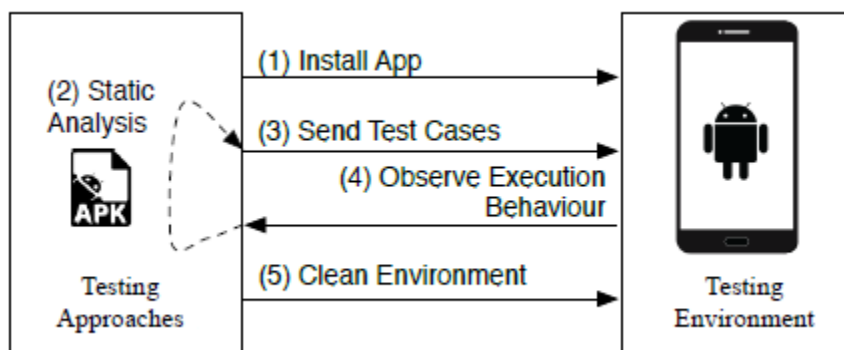 (1) Install App
(2) Static
Analysis
(3) Send Test Cases
(4) Observe Execution
Behaviour
APK
(5) Clean Environment
Testing
Approaches
Testing
Environment